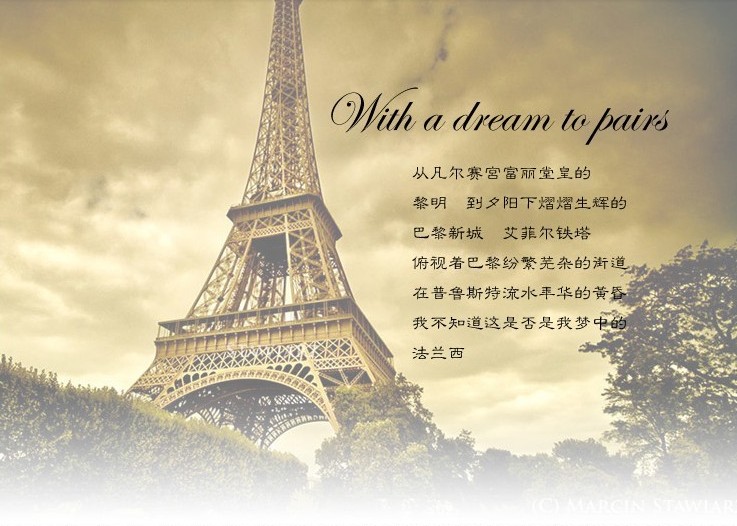 With a dream to pairs
从凡尔赛宫富丽堂皇的
黎明 到夕阳下熠熠生辉的
巴黎新城 艾菲尔铁塔
俯视着巴黎纷繁芜杂的街道
在普鲁斯特流水年华的黄昏
我不知道这是否是我梦中的
法兰西
(C) MARCIN STAWIAR